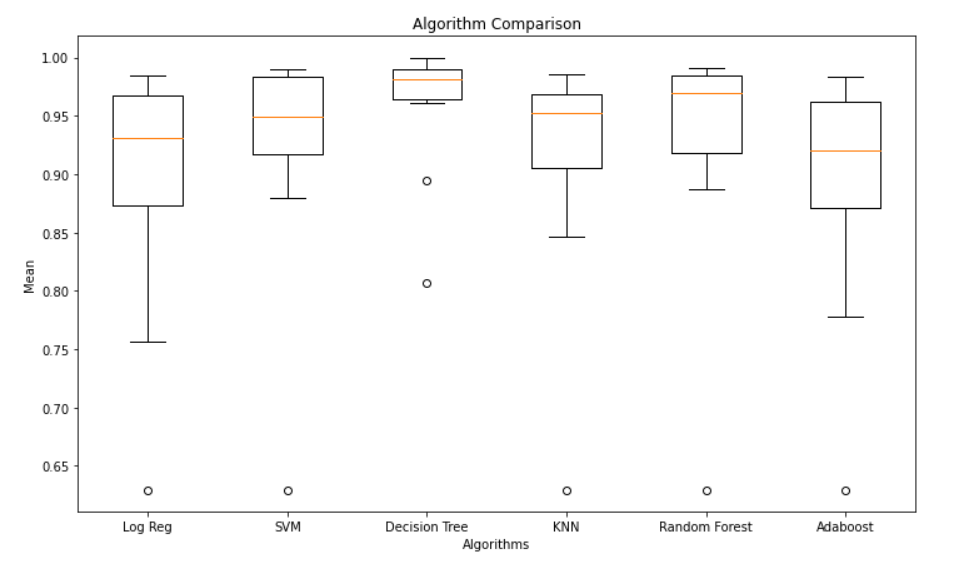 Algorithm Comparison
1.00
0.95
0.90
0.85
0.80
0.75
0.70
0.65
Mean
Log Reg
SVM
Decision Tree
KNN
Random Forest
Adaboost
Algorithms